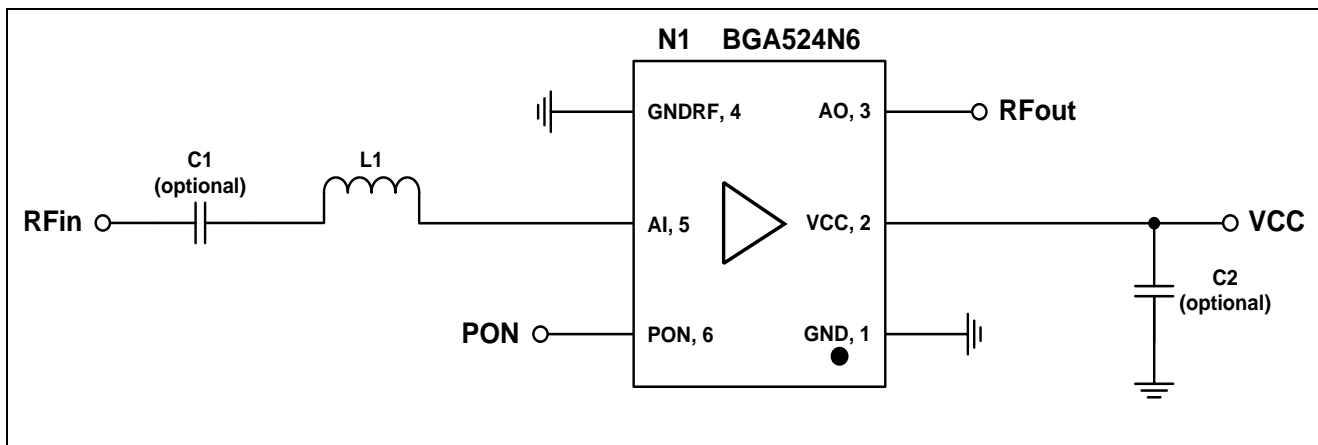 N1 BGA524N6
GNDRF, 4
AO, 3
RFout
C1
(optional)
L1
RFin
AI, 5
VCC, 2
VCC
C2
(optional)
PON
PON, 6
GND, 1